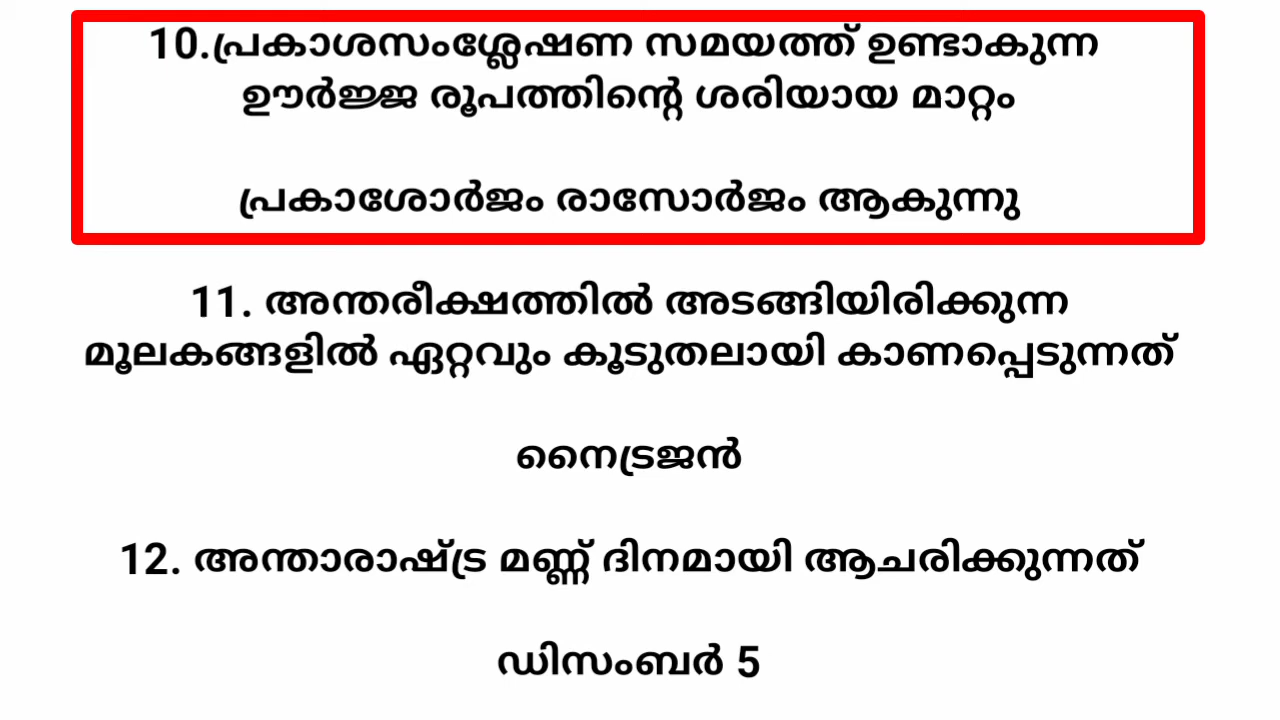 10.പ്രകാശസംശ്ലേഷണ സമയത്ത് ഉണ്ടാകുന്ന
ഊർജ്ജ രൂപത്തിന്റെ ശരിയായ മാറ്റം
പ്രകാശോർജം രാസോർജം ആകുന്നു
11. അന്തരീക്ഷത്തിൽ അടങ്ങിയിരിക്കുന്ന
മൂലകങ്ങളിൽ ഏറ്റവും കൂടുതലായി കാണപ്പെടുന്നത്
നൈട്രജൻ
12. അന്താരാഷ്ട്ര മണ്ണ് ദിനമായി ആചരിക്കുന്നത്
ഡിസംബർ 5